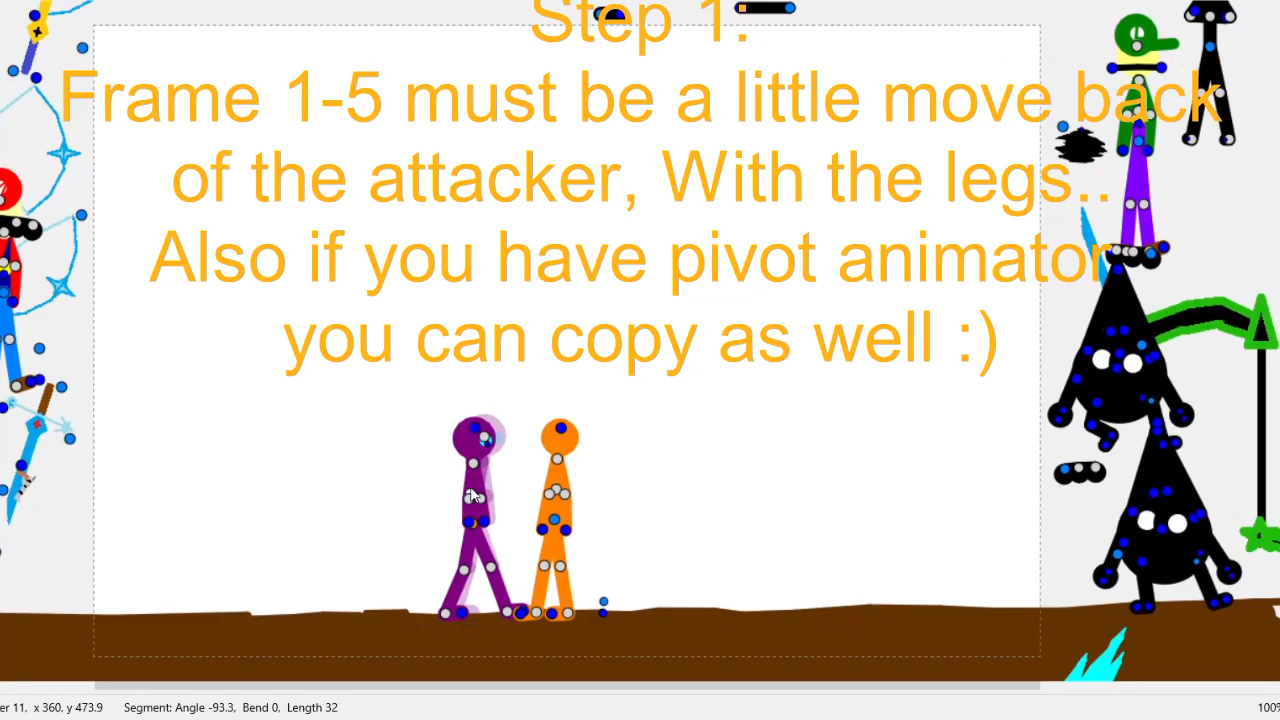 Step 1:
Frame 1-5 must be a little move back
of the attacker, With the legs..
Also if you have pivot animator
you can copy as well :)
er 11, x 360, y 473.9 Segment: Angle -93.3, Bend 0, Length 32
100%